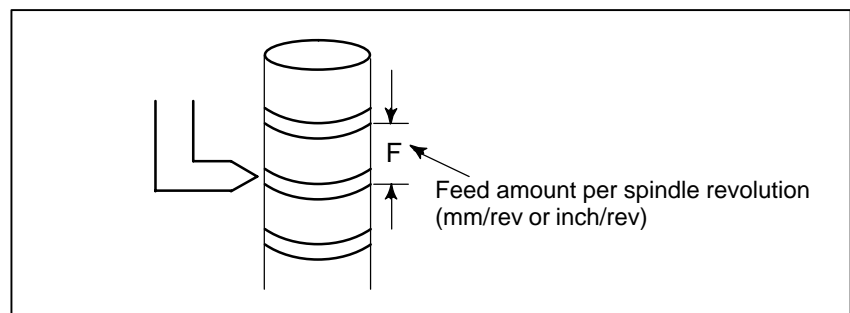 F
Feed amount per spindle revolution
(mm/rev or inch/rev)